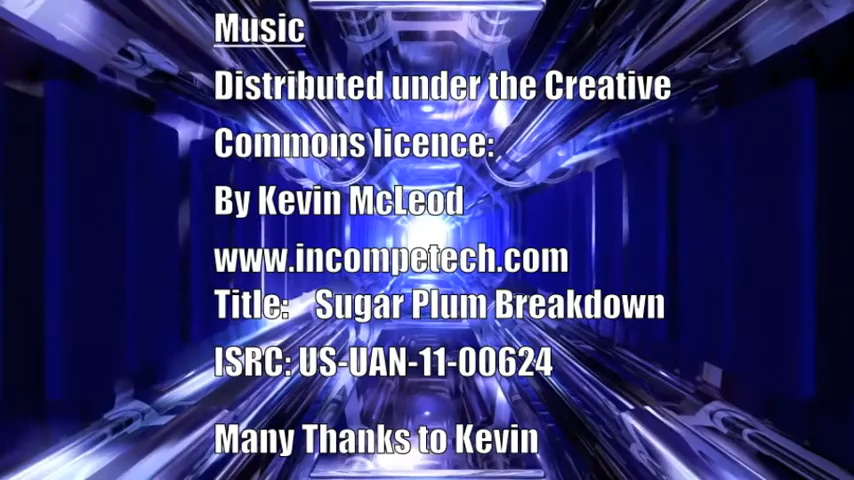 Music
Distributed under the Creative
Commons licence:
By Kevin McLeod
www.incompetech.com
Title: Sugar Plum Breakdown
ISRC: US-UAN-11-00624
Many Thanks to Kevin